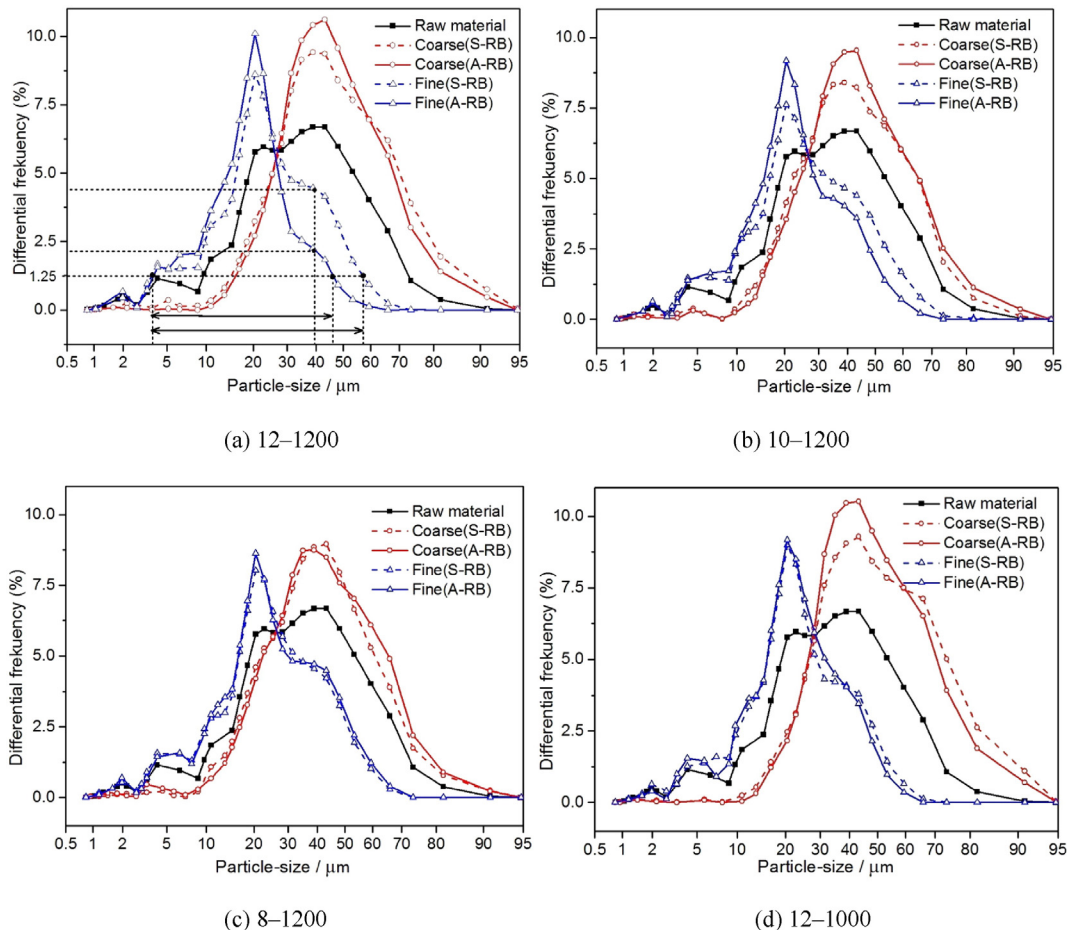 Differential frekuency (%)
10.0
7.5
5.0
2.5
1.25
0.0
Raw material
Coarse(S-RB)
Coarse(A-RB)
Fine(S-RB)
Fine(A-RB)
0.5 1 2 5 10 20 30 40 50 60 70 80 95
Particle-size / μm
(a) 12–1200
Differential frekuency (%)
10.0
7.5
5.0
2.5
0.0
Raw material
Coarse(S-RB)
Coarse(A-RB)
Fine(S-RB)
Fine(A-RB)
0.5 1 2 5 10 20 30 40 50 60 70 80 95
Particle-size / μm
(b) 10–1200
Differential frekuency (%)
10.0
7.5
5.0
2.5
0.0
Raw material
Coarse(S-RB)
Coarse(A-RB)
Fine(S-RB)
Fine(A-RB)
0.5 1 2 5 10 20 30 40 50 60 70 80 95
Particle-size / μm
(c) 8–1200
Differential frekuency (%)
10.0
7.5
5.0
2.5
0.0
Raw material
Coarse(S-RB)
Coarse(A-RB)
Fine(S-RB)
Fine(A-RB)
0.5 1 2 5 10 20 30 40 50 60 70 80 95
Particle-size / μm
(d) 12–1000